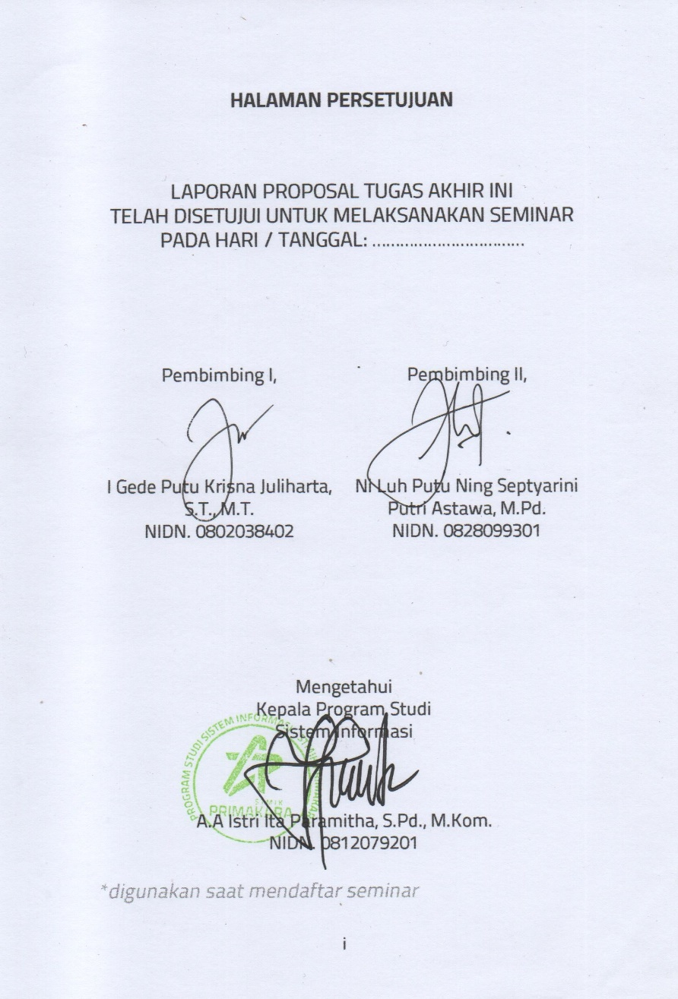 HALAMAN PERSETUJUAN
LAPORAN PROPOSAL TUGAS AKHIR INI
TELAH DISETUJUI UNTUK MELAKSANAKAN SEMINAR
PADA HARI / TANGGAL: .................................
Pembimbing I,
I Gede Putu Krisna Juliharta,
S.T., M.T.
NIDN. 0802038402
Pembimbing II,
Ni Luh Putu Ning Septyarini
Putri Astawa, M.Pd.
NIDN. 0828099301
Mengetahui
Kepala Program Studi
Sistem Informasi
PROGRAM STUDI SISTEM INFORMASI
STMIK
PRIMAKARA
A.A Istri Ita Paramitha, S.Pd., M.Kom.
NIDN. 0812079201
*digunakan saat mendaftar seminar
i